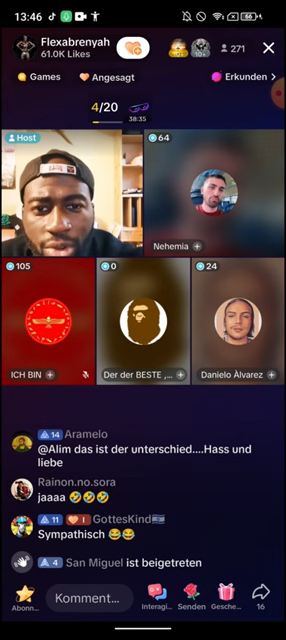 13:46
66
Flexabrenyah
61.0K Likes
271
Games
Angesagt
Erkunden >
4/20
38:35
Host
64
Nehemia +
105
0
24
ICH BIN +
Der der BESTE ,... +
Danielo Àlvarez +
14 Aramelo
@Alim das ist der unterschied....Hass und
liebe
Rainon.no.sora
jaaaa 🤣🤣🤣
11 I GottesKind🇮🇱
Sympathisch 😂😂
4 San Miguel ist beigetreten
Kommentar...
Abonn...
Interagi...
Senden
Gesche...
16